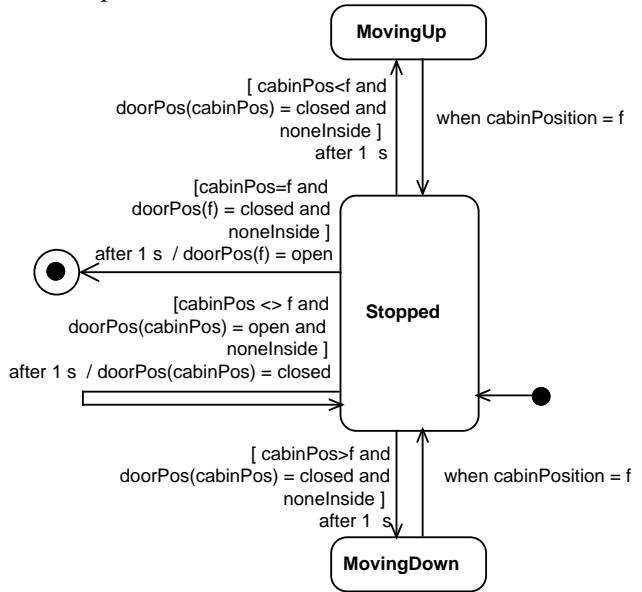 MovingUp
[ cabinPos<f and
doorPos(cabinPos) = closed and
noneInside ]
after 1 s
when cabinPosition = f
[cabinPos=f and
doorPos(f) = closed and
noneInside ]
after 1 s / doorPos(f) = open
[cabinPos <> f and
doorPos(cabinPos) = open and
noneInside ]
after 1 s / doorPos(cabinPos) = closed
Stopped
[ cabinPos>f and
doorPos(cabinPos) = closed and
noneInside ]
after 1 s
when cabinPosition = f
MovingDown